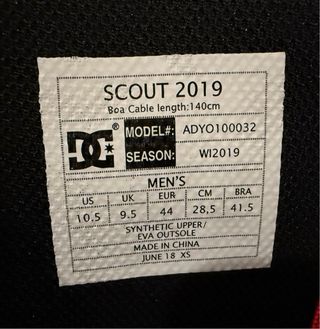 SCOUT 2019
Boa Cable length:140cm
DC® MODEL#: ADYO100032
SEASON: WI2019
MEN'S
US UK EUR CM BRA
10.5 9.5 44 28,5 41.5
SYNTHETIC UPPER/
EVA OUTSOLE
MADE IN CHINA
JUNE 18 XS